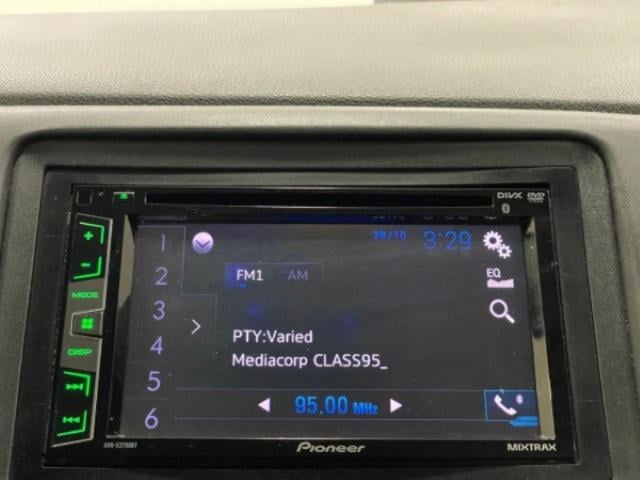 DIVX DVD
28/10 3:29
1
2
3
4
5
6
FM1 AM
EQ
PTY:Varied
Mediacorp CLASS95_
95.00 MHz
+
-
MODE
DISP
Pioneer
MIXTRAX